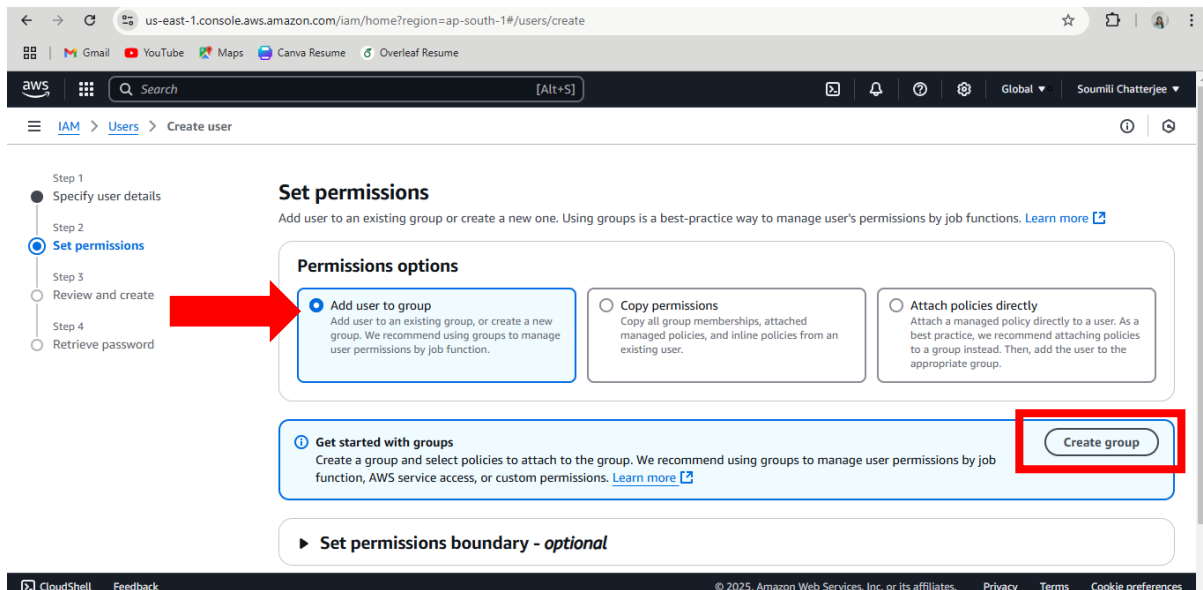 us-east-1.console.aws.amazon.com/iam/home?region=ap-south-1#/users/create
Gmail YouTube Maps Canva Resume Overleaf Resume
aws Search [Alt+S] Global Soumili Chatterjee
IAM > Users > Create user
Step 1
Specify user details
Step 2
Set permissions
Step 3
Review and create
Step 4
Retrieve password
Set permissions
Add user to an existing group or create a new one. Using groups is a best-practice way to manage user's permissions by job functions. Learn more
Permissions options
Add user to group
Add user to an existing group, or create a new
group. We recommend using groups to manage
user permissions by job function.
Copy permissions
Copy all group memberships, attached
managed policies, and inline policies from an
existing user.
Attach policies directly
Attach a managed policy directly to a user. As a
best practice, we recommend attaching policies
to a group instead. Then, add the user to the
appropriate group.
Get started with groups
Create a group and select policies to attach to the group. We recommend using groups to manage user permissions by job
function, AWS service access, or custom permissions. Learn more
Create group
Set permissions boundary - optional
CloudShell Feedback © 2025, Amazon Web Services, Inc. or its affiliates. Privacy Terms Cookie preferences